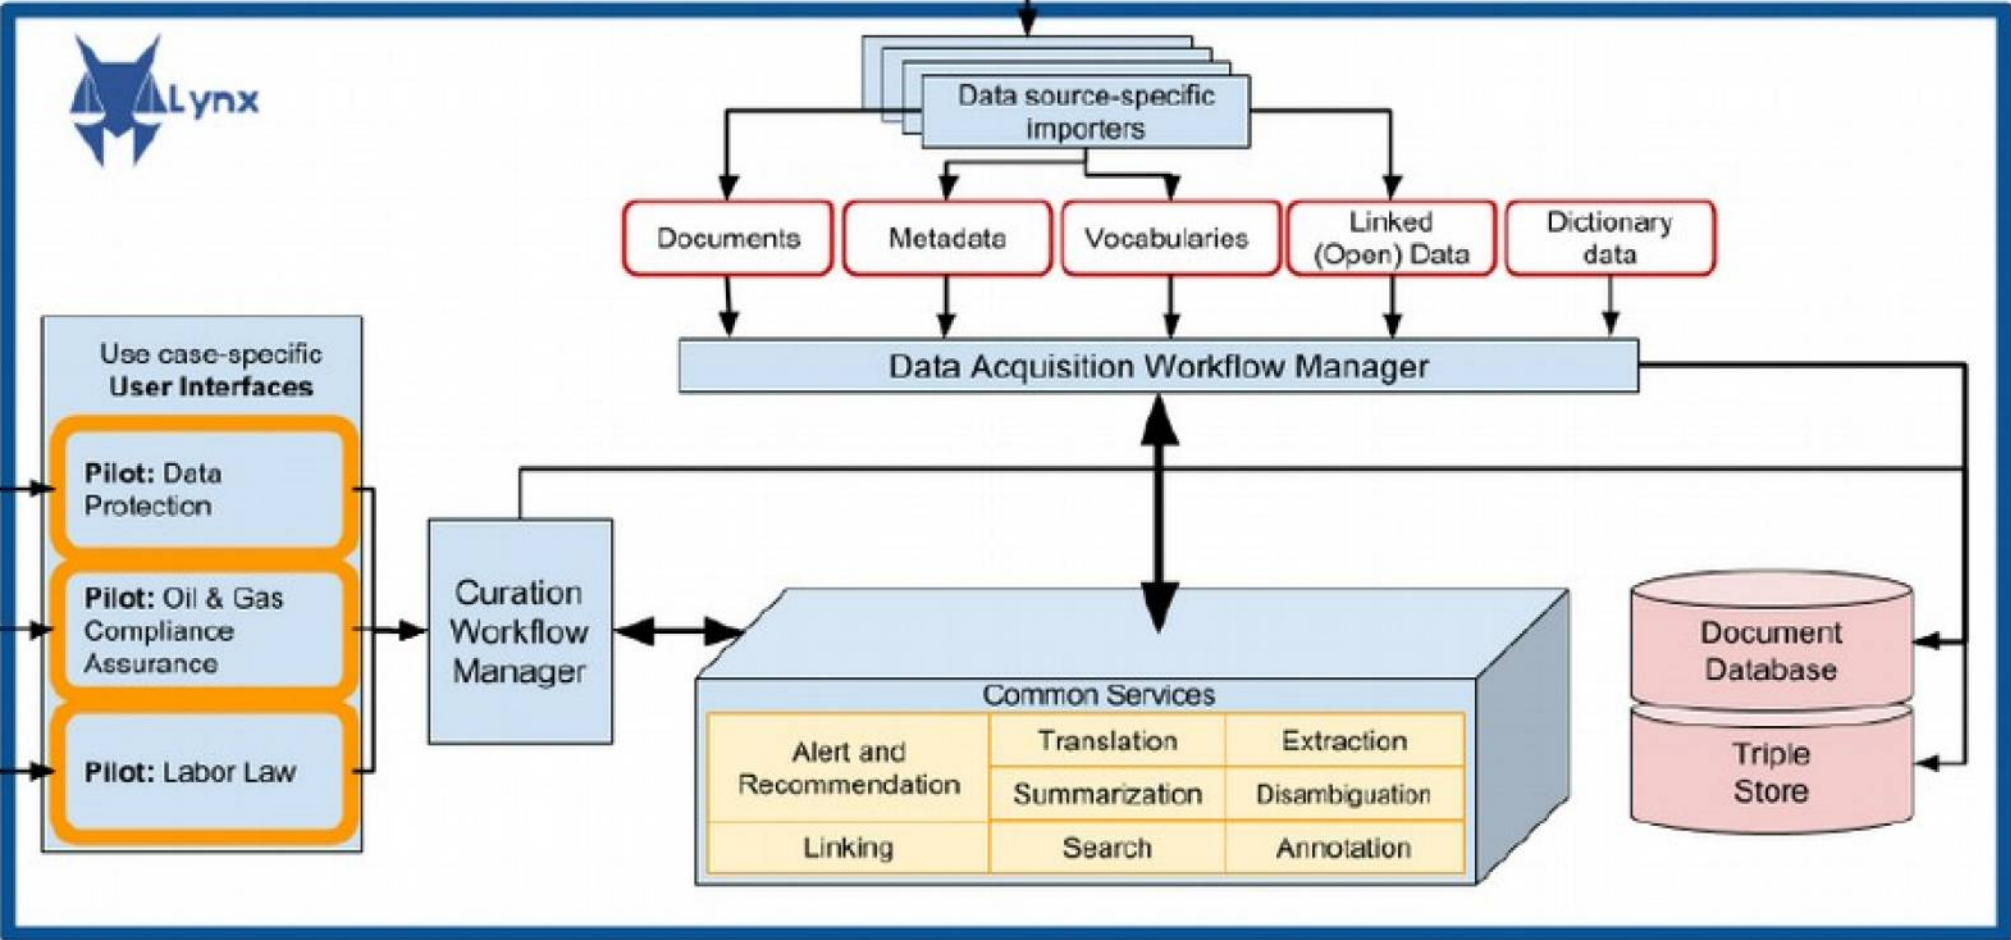 Lynx
Data source-specific
importers
Documents
Metadata
Vocabularies
Linked
(Open) Data
Dictionary
data
Data Acquisition Workflow Manager
Use case-specific
User Interfaces
Pilot: Data
Protection
Pilot: Oil & Gas
Compliance
Assurance
Pilot: Labor Law
Curation
Workflow
Manager
Common Services
Alert and
Recommendation
Translation
Extraction
Summarization
Disambiguation
Linking
Search
Annotation
Document
Database
Triple
Store